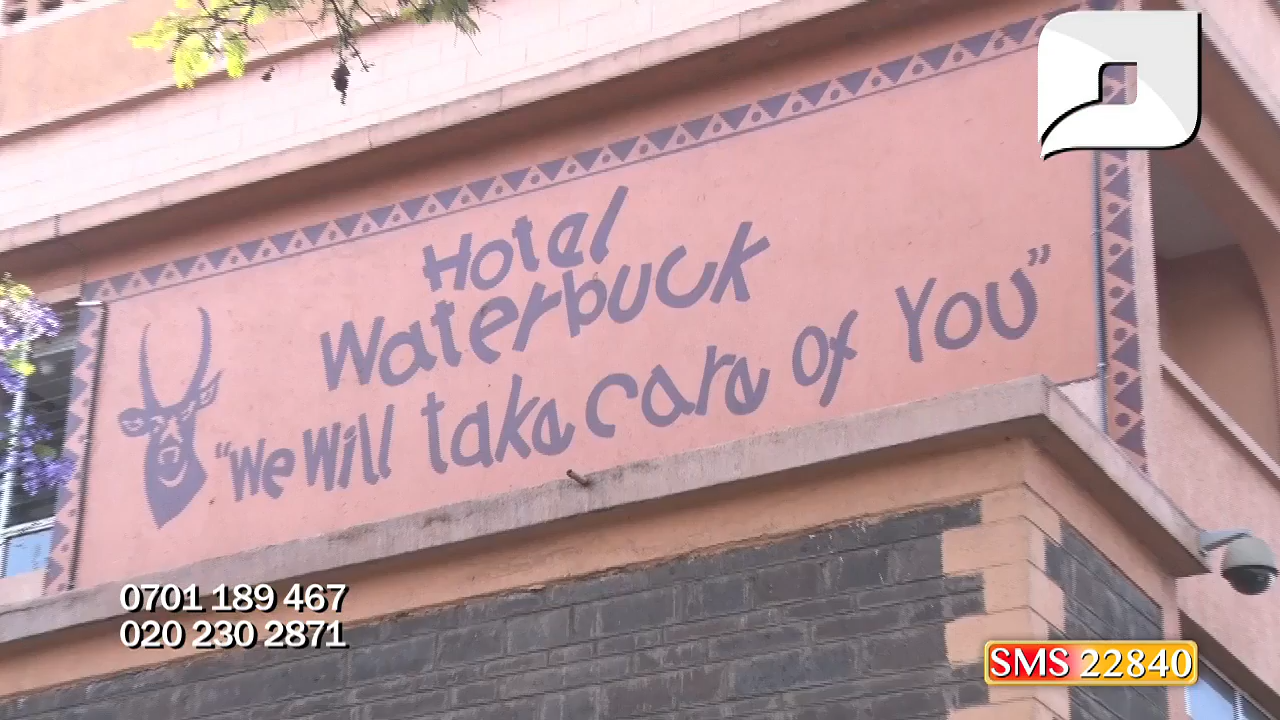 Hotel
Waterbuck
"We Will take care of You"
0701 189 467
020 230 2871
SMS 22840